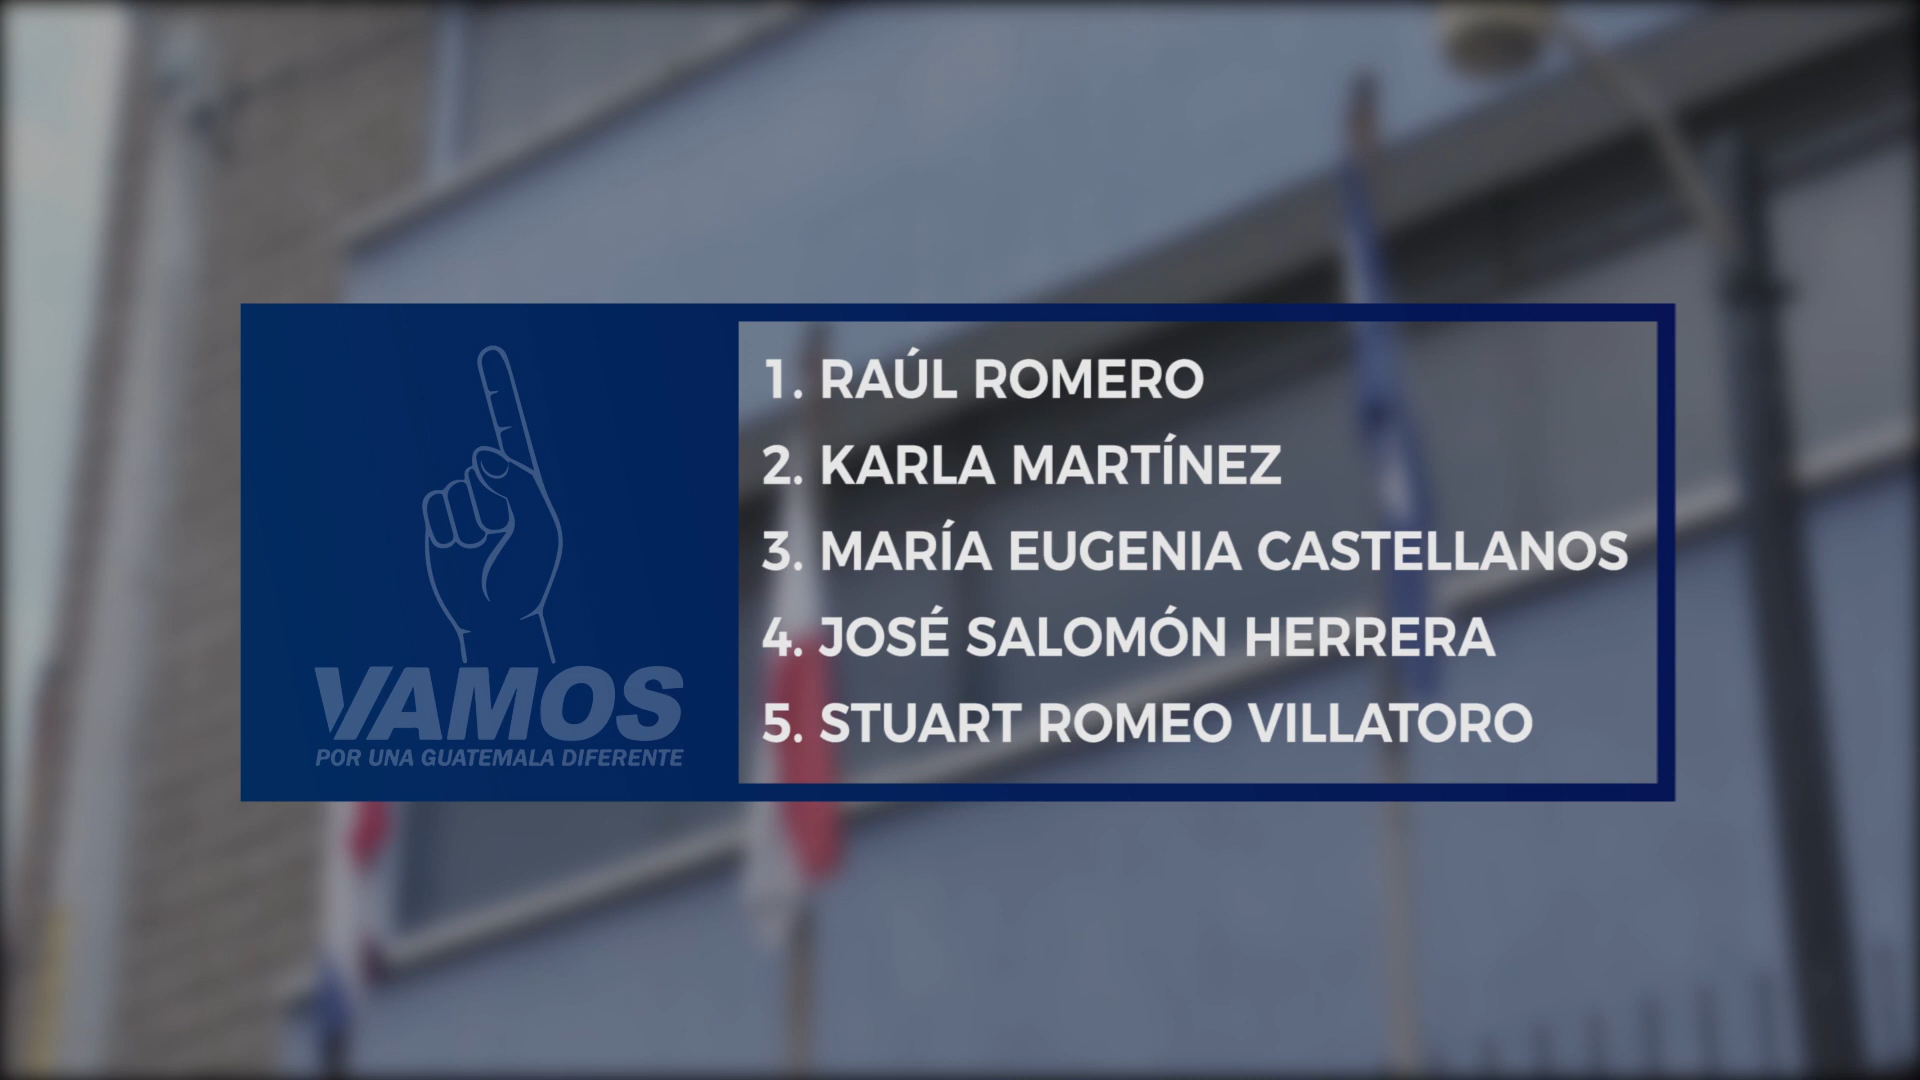 VAMOS
POR UNA GUATEMALA DIFERENTE
1. RAÚL ROMERO
2. KARLA MARTÍNEZ
3. MARÍA EUGENIA CASTELLANOS
4. JOSÉ SALOMÓN HERRERA
5. STUART ROMEO VILLATORO